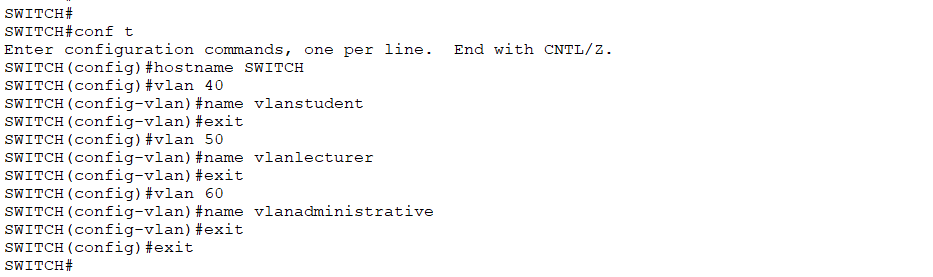 SWITCH#
SWITCH#conf t
Enter configuration commands, one per line.  End with CNTL/Z.
SWITCH(config)#hostname SWITCH
SWITCH(config)#vlan 40
SWITCH(config-vlan)#name vlanstudent
SWITCH(config-vlan)#exit
SWITCH(config)#vlan 50
SWITCH(config-vlan)#name vlanlecturer
SWITCH(config-vlan)#exit
SWITCH(config)#vlan 60
SWITCH(config-vlan)#name vlanadministrative
SWITCH(config-vlan)#exit
SWITCH(config)#exit
SWITCH#